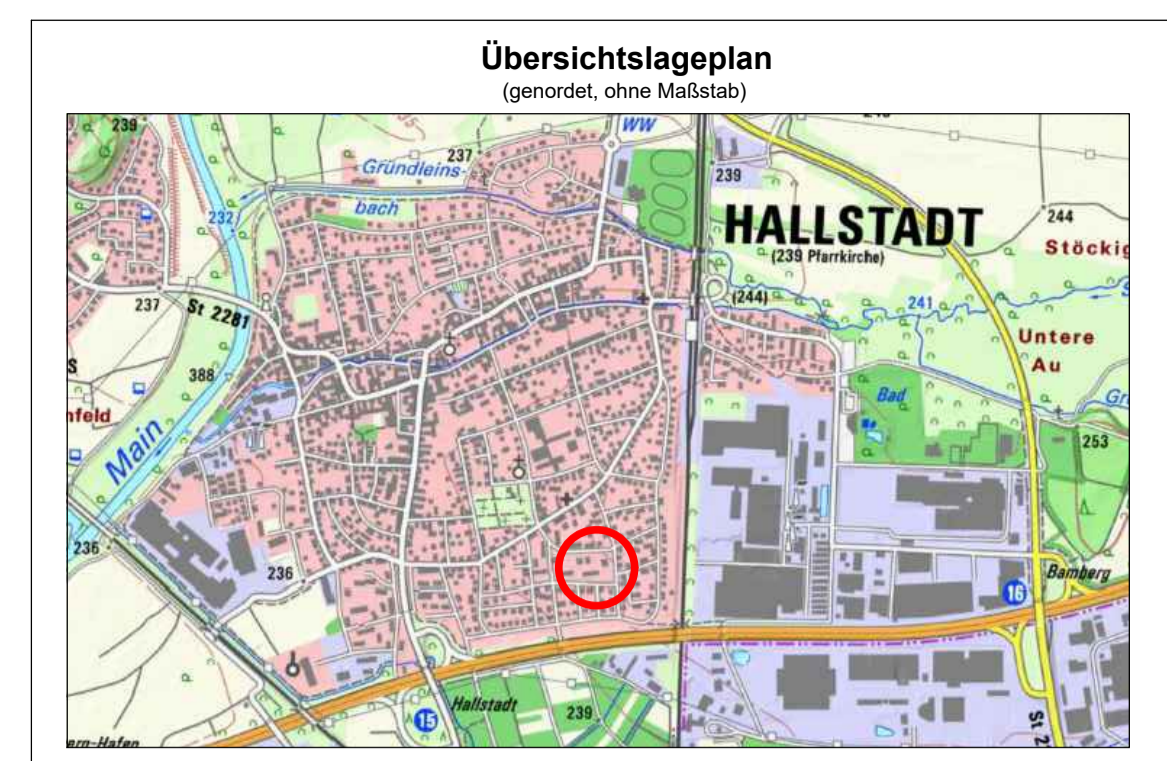 Übersichtslageplan
(genordet, ohne Maßstab)
239
WW
237
Gründleins-
bach
239
HALLSTADT
(239 Pfarrkirche)
244
Stöckig
232
237
St 2281
(244)
241
Untere
Au
388
nfeld
Bad
Gr
Main
253
236
236
Bamberg
16
Hallstadt
15
239
St 2
ern-Hafen